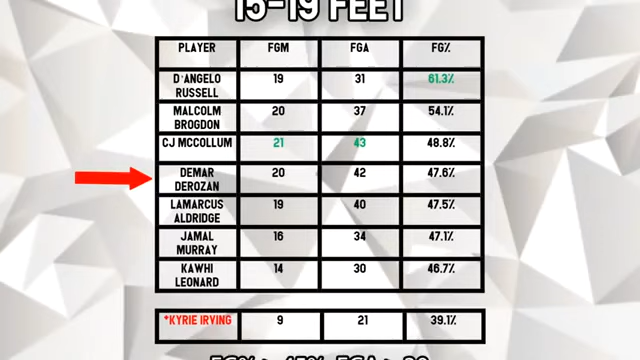 15-19 FEET
PLAYER FGM FGA FG%
D'ANGELO RUSSELL 19 31 61.3%
MALCOLM BROGDON 20 37 54.1%
CJ MCCOLLUM 21 43 48.8%
DEMAR DEROZAN 20 42 47.6%
LAMARCUS ALDRIDGE 19 40 47.5%
JAMAL MURRAY 16 34 47.1%
KAWHI LEONARD 14 30 46.7%
*KYRIE IRVING 9 21 39.1%